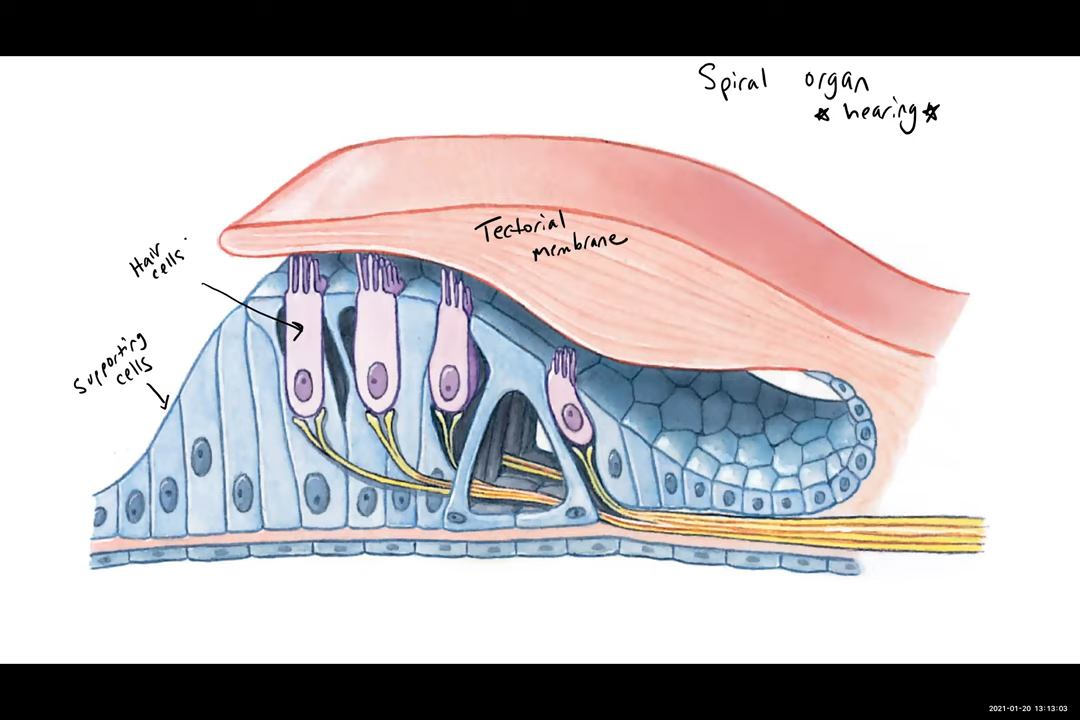 Spiral organ
☆ hearing ☆
Tectorial
membrane
Hair
cells
Supporting
cells
2021-01-20 13:13:03